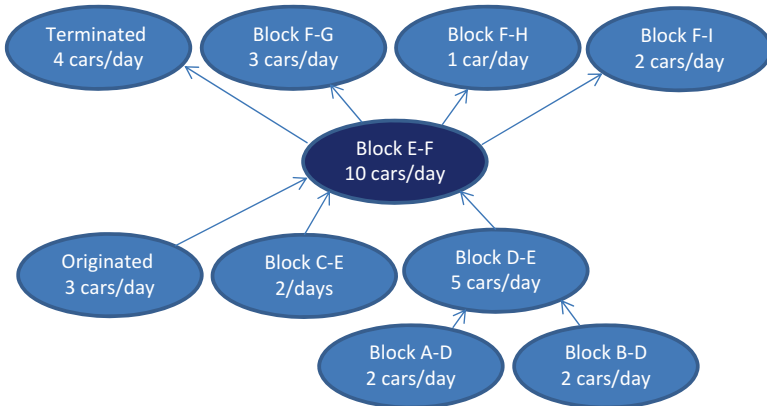 Terminated
4 cars/day
Block F-G
3 cars/day
Block F-H
1 car/day
Block F-I
2 cars/day
Block E-F
10 cars/day
Originated
3 cars/day
Block C-E
2/days
Block D-E
5 cars/day
Block A-D
2 cars/day
Block B-D
2 cars/day